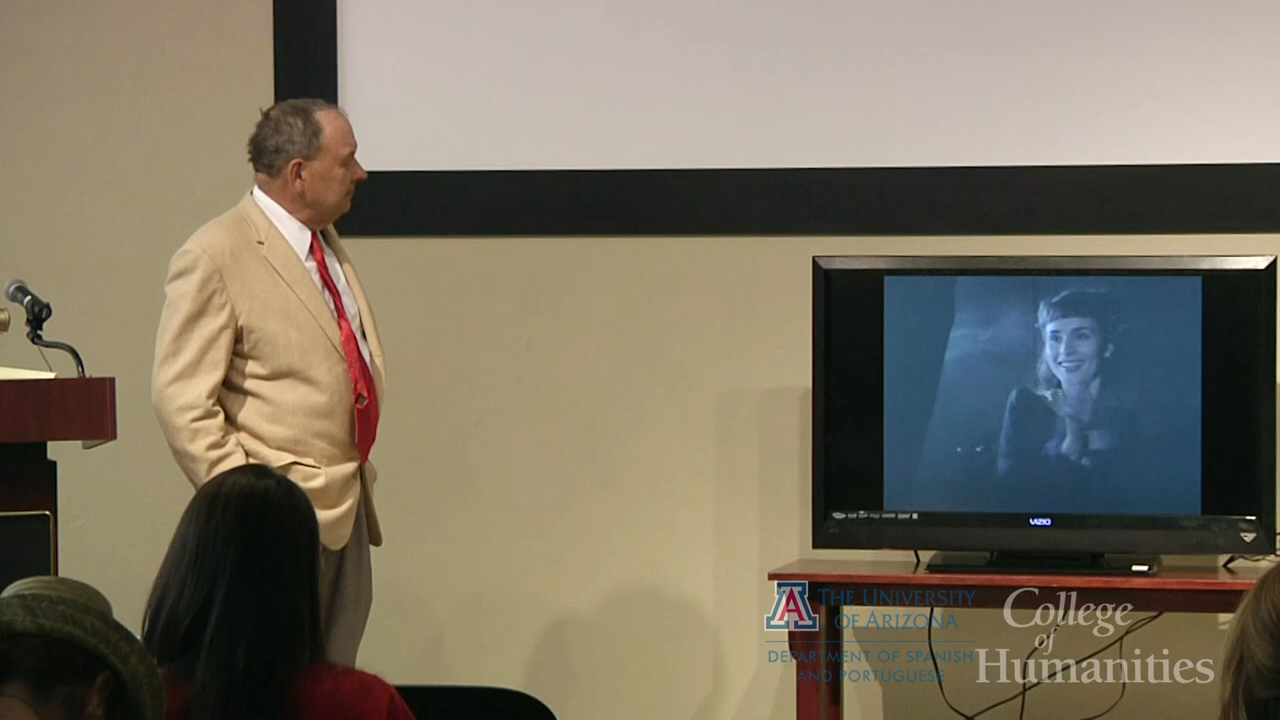 VIZIO
A
THE UNIVERSITY
OF ARIZONA
DEPARTMENT OF SPANISH
AND PORTUGUESE
College
of
Humanities